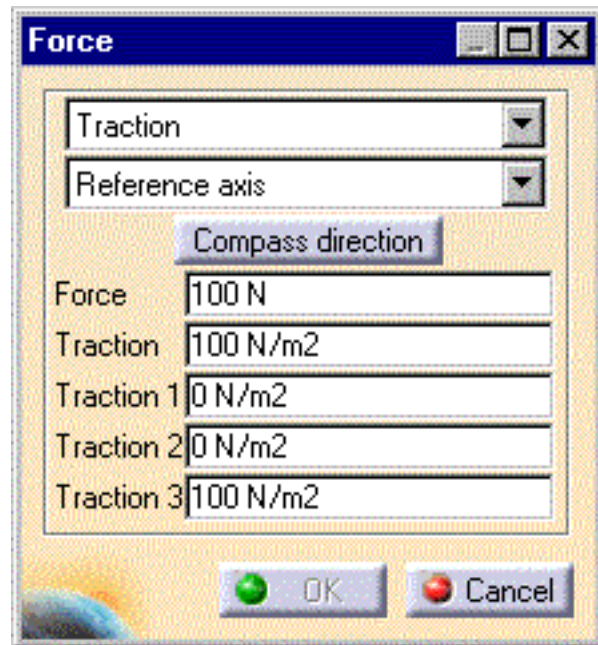 Force
Traction
Reference axis
Compass direction
Force 100 N
Traction 100 N/m2
Traction 1 0 N/m2
Traction 2 0 N/m2
Traction 3 100 N/m2
OK Cancel